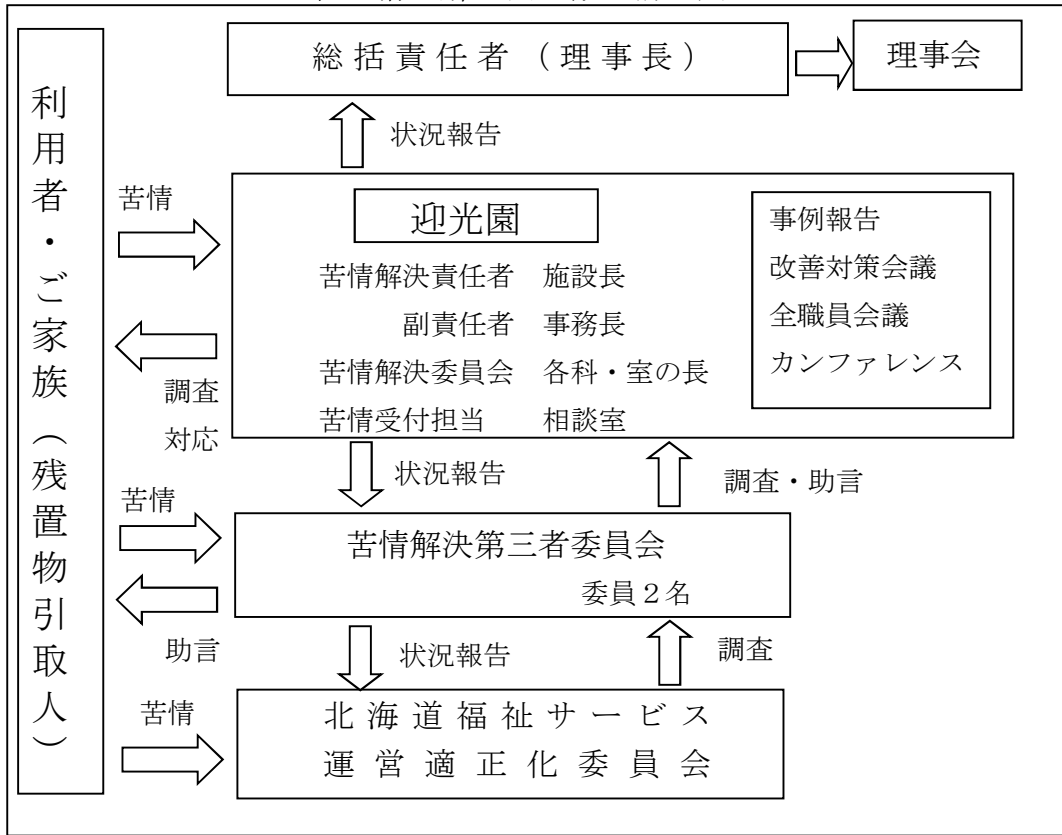 総括責任者（理事長）
理事会
利用者・ご家族（残置物引取人）
状況報告
苦情
迎光園
苦情解決責任者 施設長
副責任者 事務長
苦情解決委員会 各科・室の長
苦情受付担当 相談室
事例報告
改善対策会議
全職員会議
カンファレンス
調査
対応
状況報告
調査・助言
苦情
苦情解決第三者委員会
委員２名
助言
状況報告
調査
苦情
北海道福祉サービス
運営適正化委員会